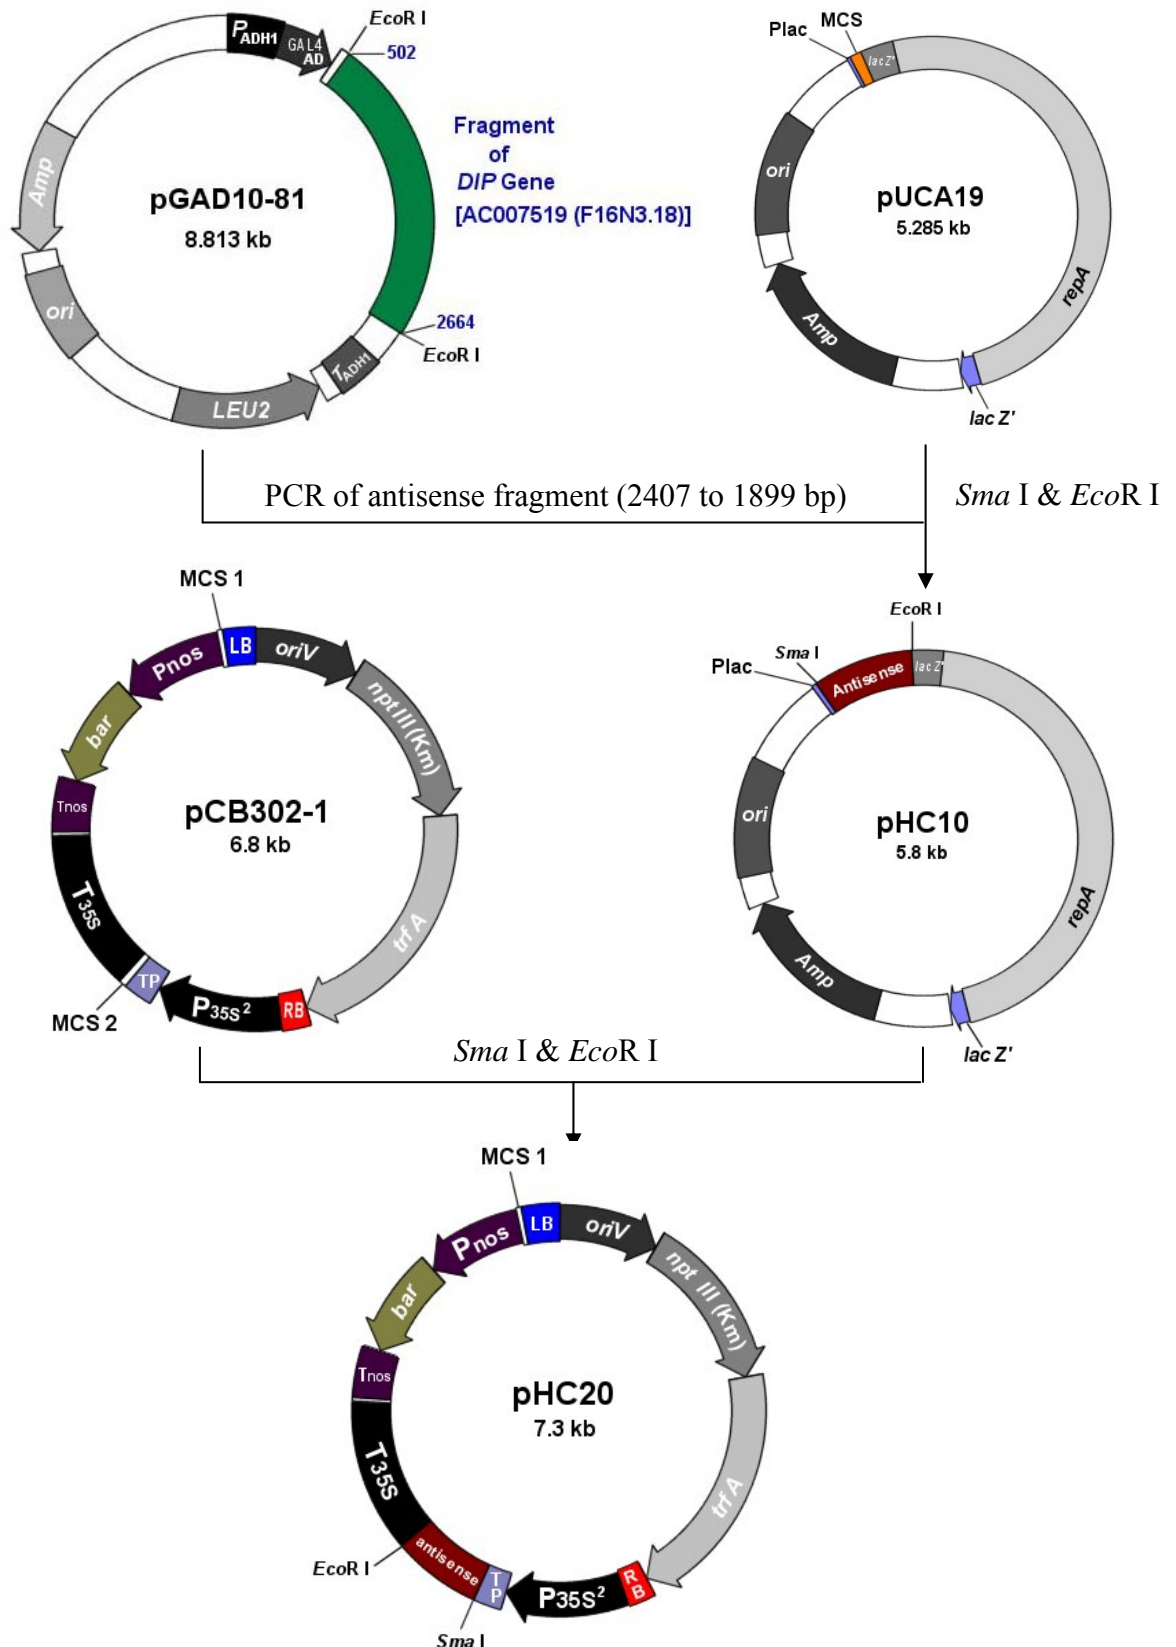 EcoR I
PADH1
GAL4
AD
502
Amp
pGAD10-81
8.813 kb
Fragment
of
DIP Gene
[AC007519 (F16N3.18)]
ori
2664
EcoR I
TADH1
LEU2
MCS
Plac
lac Z'
ori
pUCA19
5.285 kb
repA
Amp
lac Z'
PCR of antisense fragment (2407 to 1899 bp)
Sma I & EcoR I
MCS 1
LB
oriV
Pnos
nptIII(Km)
bar
Tnos
pCB302-1
6.8 kb
T35S
trf A
TP
P35S²
RB
MCS 2
EcoR I
Sma I
Plac
Antisense
lac Z'
ori
pHC10
5.8 kb
repA
Amp
lac Z'
Sma I & EcoR I
MCS 1
LB
oriV
Pnos
npt III (Km)
bar
Tnos
pHC20
7.3 kb
T35S
trf A
antisense
EcoR I
TP
P35S²
RB
Sma I